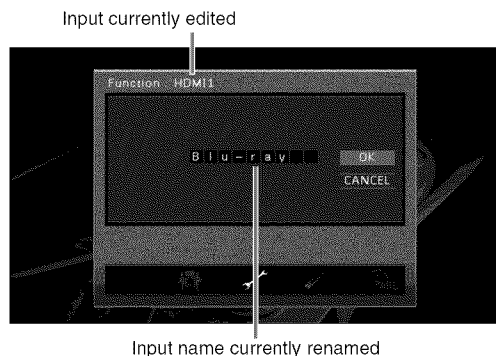 Input currently edited
Function HDMI1
Blu-ray
OK
CANCEL
Input name currently renamed